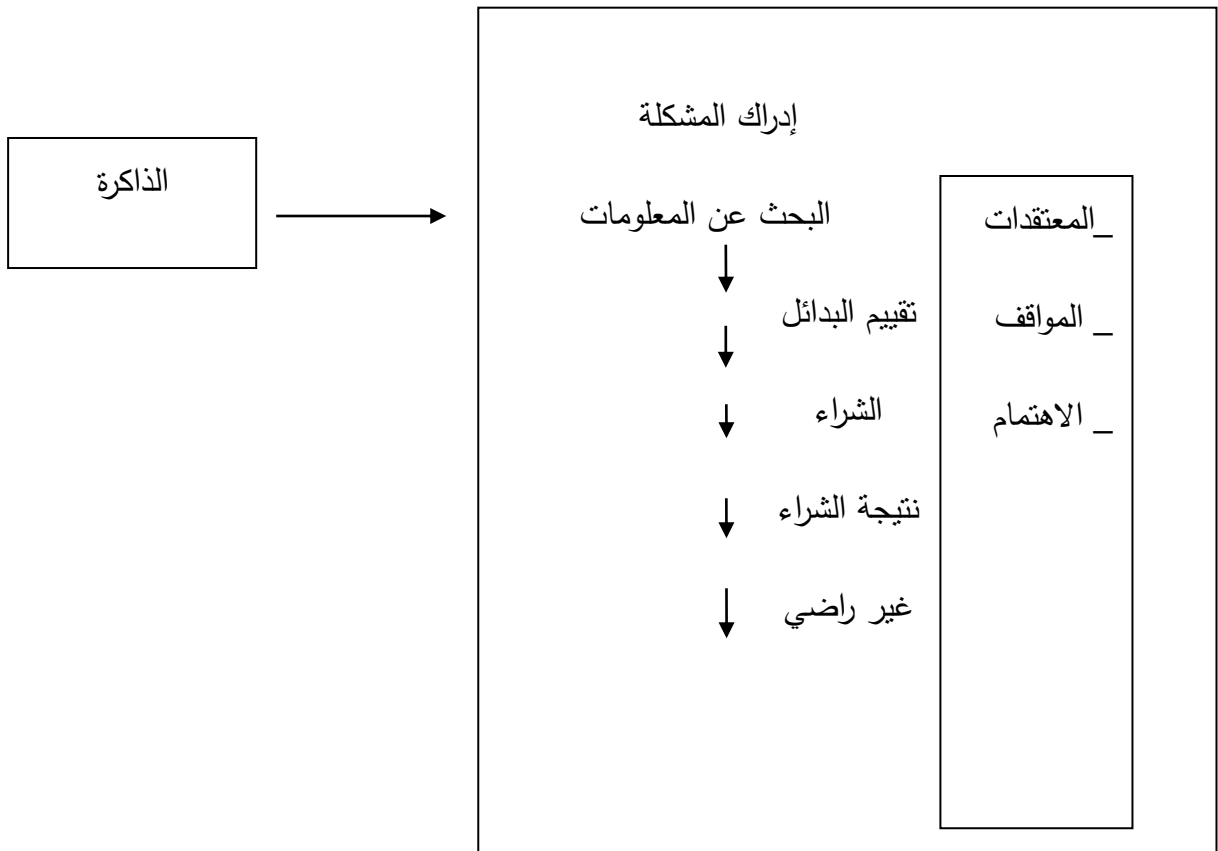 إدراك المشكلة
الذاكرة
البحث عن المعلومات
_المعتقدات
تقييم البدائل
_ المواقف
الشراء
_ الاهتمام
نتيجة الشراء
غير راضي